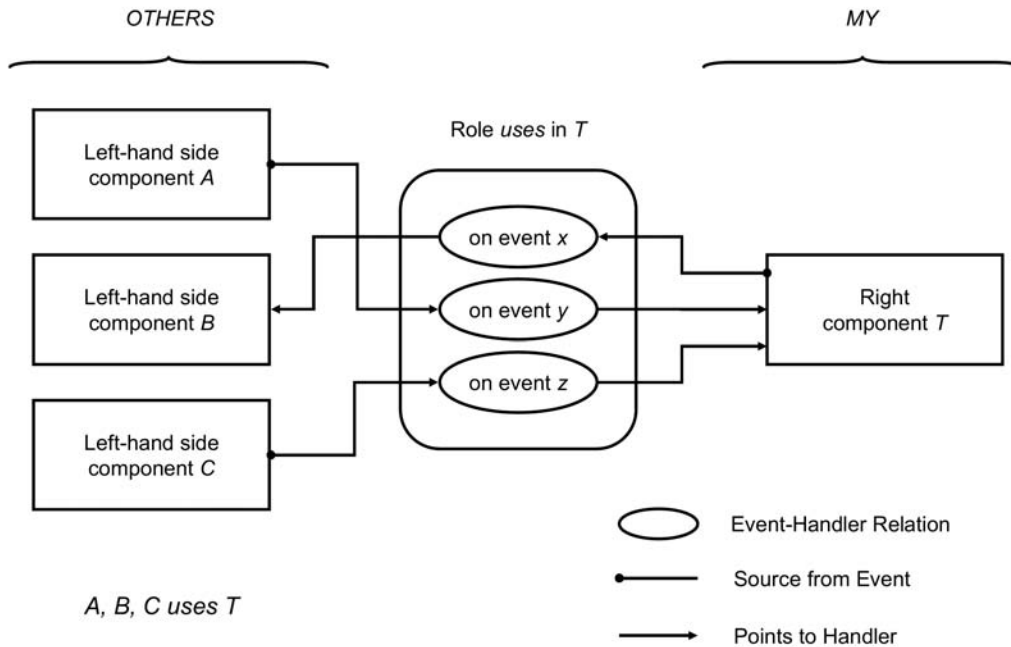 OTHERS
MY
Left-hand side
component A
Role uses in T
on event x
Left-hand side
component B
on event y
Right
component T
on event z
Left-hand side
component C
Event-Handler Relation
Source from Event
A, B, C uses T
Points to Handler